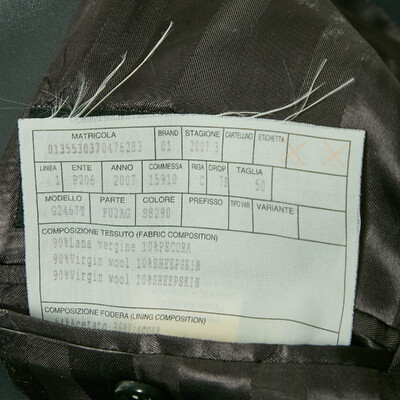 MATRICOLA BRAND STAGIONE CARTELLINO ETICHETTA
0135530370476283 01 2007 3
LINEA ENTE ANNO COMMESSA RIGA DROP TAGLIA
P206 2007 15910 C 50
MODELLO PARTE COLORE PREFISSO TIPO VAR. VARIANTE
G2467T S8290
COMPOSIZIONE TESSUTO (FABRIC COMPOSITION)
90%Lana vergine 10%PECORA
90%Virgin wool 10%SHEEPSKIN
90%Virgin wool 10%SHEEPSKIN
COMPOSIZIONE FODERA (LINING COMPOSITION)